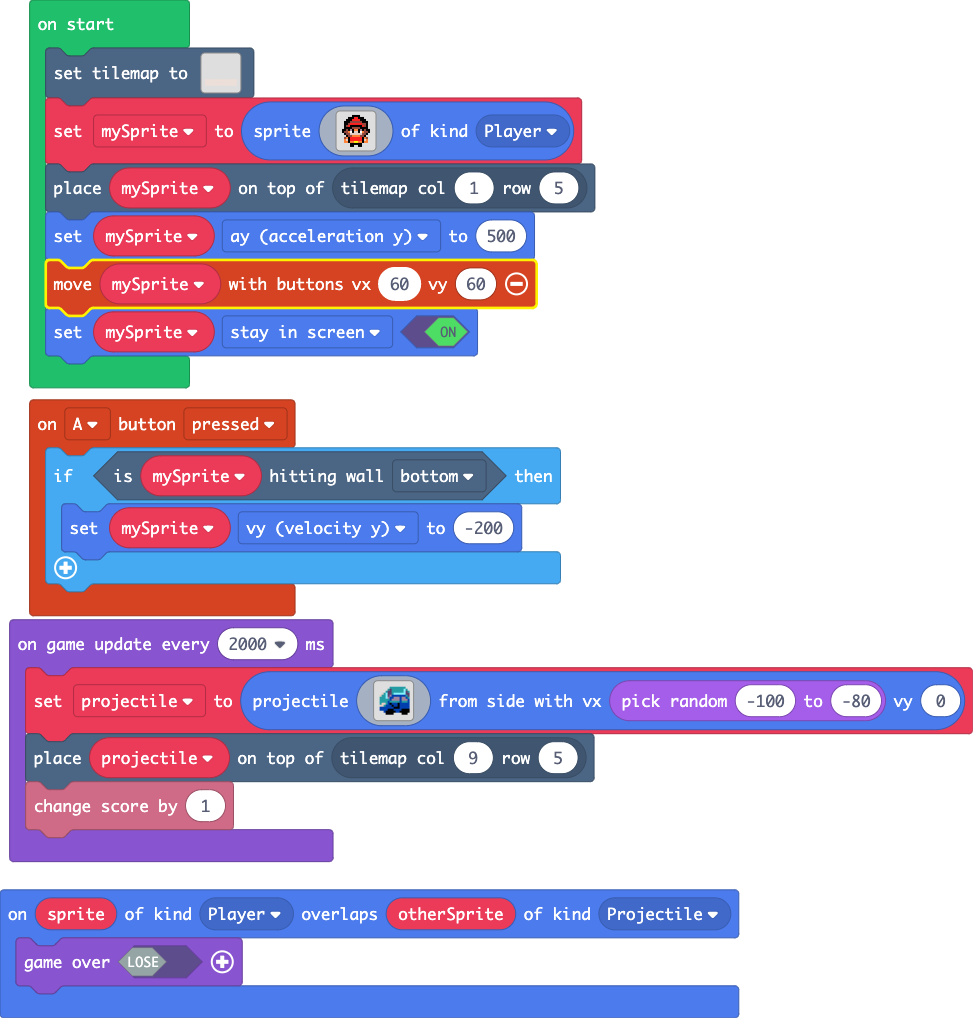 on start
set tilemap to
set mySprite to sprite of kind Player
place mySprite on top of tilemap col 1 row 5
set mySprite ay (acceleration y) to 500
move mySprite with buttons vx 60 vy 60
set mySprite stay in screen ON
on A button pressed
if is mySprite hitting wall bottom then
set mySprite vy (velocity y) to -200
on game update every 2000 ms
set projectile to projectile from side with vx pick random -100 to -80 vy 0
place projectile on top of tilemap col 9 row 5
change score by 1
on sprite of kind Player overlaps otherSprite of kind Projectile
game over LOSE